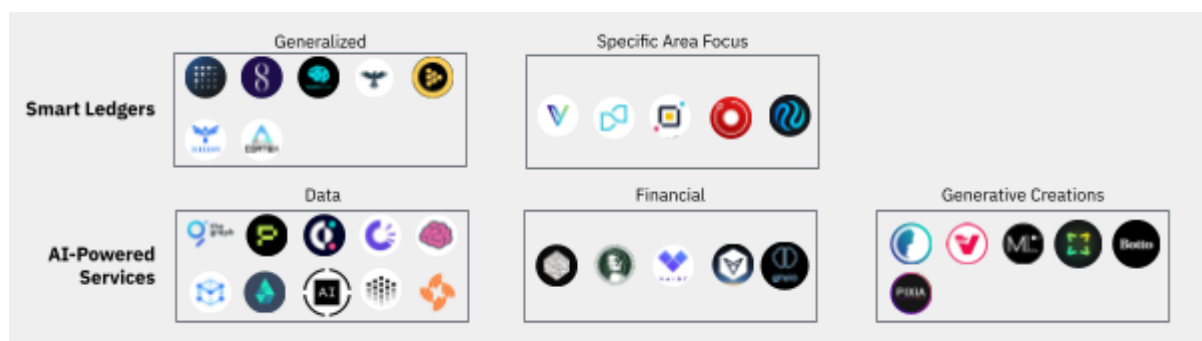 Generalized
Specific Area Focus
Smart Ledgers
CORTEX
Data
Financial
Generative Creations
AI-Powered
Services
the
graph
Botto
AI
PIXIA